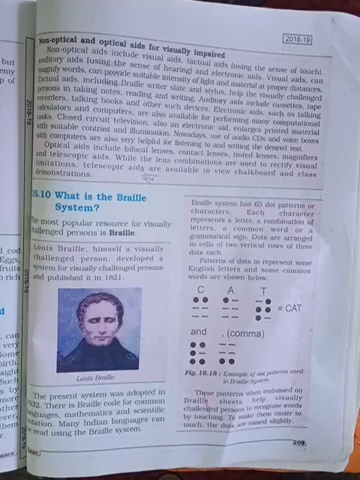 2018-19
Non-optical and optical aids for visually impaired
Non-optical aids include visual aids, tactual aids (using the sense of touch),
auditory aids (using the sense of hearing) and electronic aids. Visual aids, can
magnify words, can provide suitable intensity of light and material at proper distances.
Tactual aids, including Braille writer slate and stylus, help the visually challenged
persons in taking notes, reading and writing. Auditory aids include cassettes, tape
recorders, talking books and other such devices. Electronic aids, such as talking
calculators and computers, are also available for performing many computational
tasks. Closed circuit television, also an electronic aid, enlarges printed material
with suitable contrast and illumination. Nowadays, use of audio CDs and voice boxes
with computers are also very helpful for listening to and writing the desired text.
Optical aids include bifocal lenses, contact lenses, tinted lenses, magnifiers
and telescopic aids. While the lens combinations are used to rectify visual
limitations, telescopic aids are available to view chalkboard and class
demonstrations.
16.10 What is the Braille
System?
The most popular resource for visually
challenged persons is Braille.
Louis Braille, himself a visually
challenged person, developed a
system for visually challenged persons
and published it in 1821.
Louis Braille
The present system was adopted in
1932. There is Braille code for common
languages, mathematics and scientific
notation. Many Indian languages can
be read using the Braille system.
Braille system has 63 dot patterns or
characters. Each character
represents a letter, a combination of
letters, a common word or a
grammatical sign. Dots are arranged
in cells of two vertical rows of three
dots each.
Patterns of dots to represent some
English letters and some common
words are shown below.
C A T
= CAT
and , (comma)
Fig. 16.18 : Example of dot patterns used
in Braille System
These patterns when embossed on
Braille sheets help visually
challenged persons to recognise words
by touching. To make them easier to
touch, the dots are raised slightly.
209